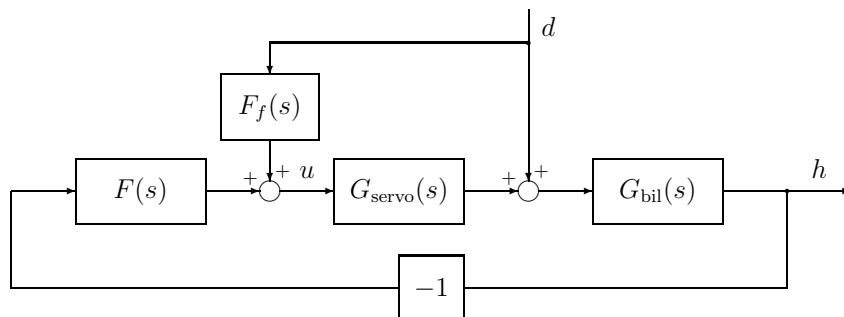 d
F_f(s)
+ + u + +
F(s) G_servo(s) G_bil(s) h
−1